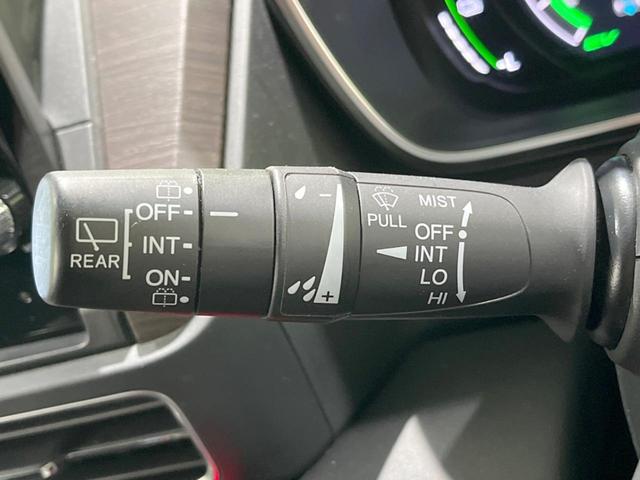 REAR
OFF
INT
ON
−
+
PULL
MIST
OFF
INT
LO
HI